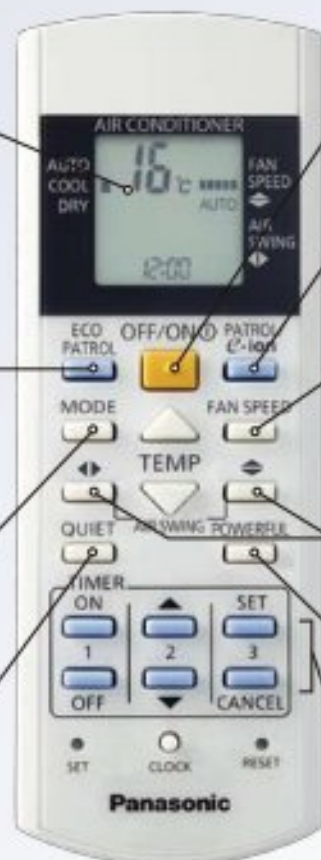 AIR CONDITIONER
AUTO
COOL
DRY
16 °C
AUTO
12:00
FAN
SPEED
AIR
SWING
ECO
PATROL
OFF/ON
PATROL
e-ion
MODE
FAN SPEED
TEMP
AIR SWING
QUIET
POWERFUL
TIMER
ON
SET
1
2
3
OFF
CANCEL
SET
CLOCK
RESET
Panasonic